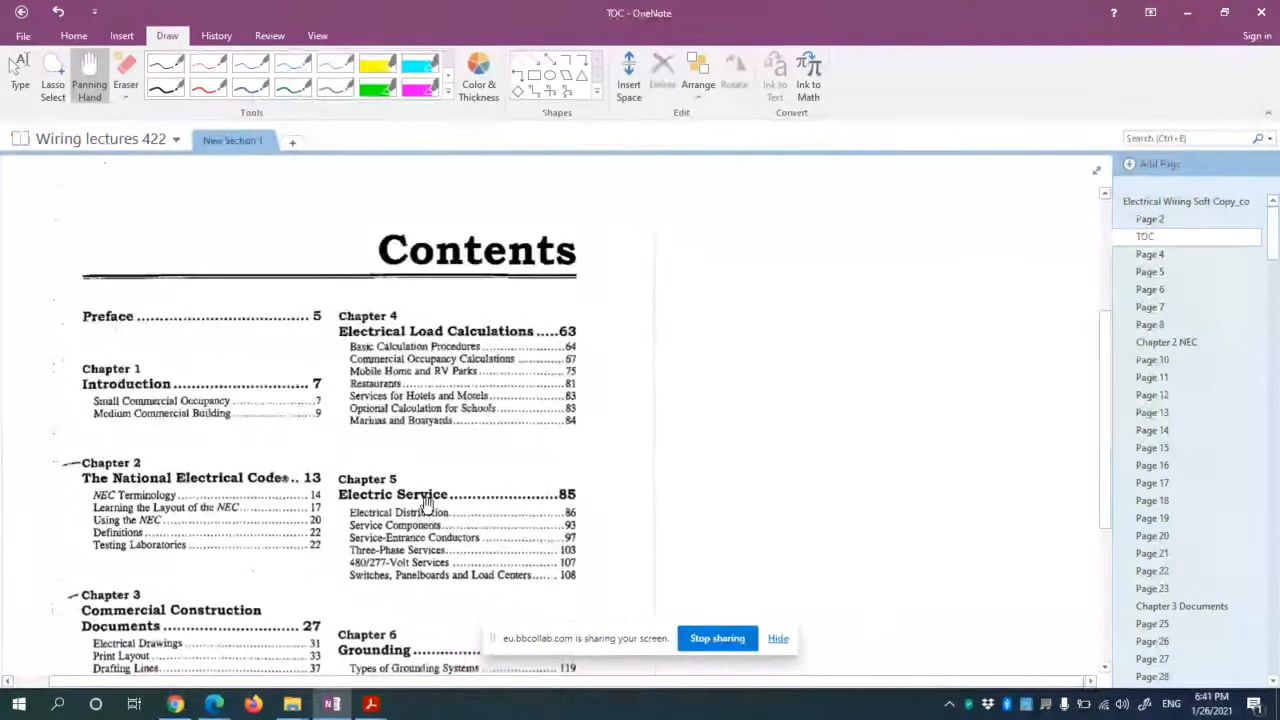 TOC - OneNote
Sign in
File Home Insert Draw History Review View
Type
Lasso Select
Panning Hand
Eraser
Color & Thickness
Insert Space
Delete
Arrange
Rotate
Ink to Text
Ink to Math
Tools
Shapes
Edit
Convert
Wiring lectures 422
New Section 1
Search (Ctrl+E)
Contents
Preface 5
Chapter 1
Introduction 7
Small Commercial Occupancy 7
Medium Commercial Building 9
Chapter 2
The National Electrical Code®.. 13
NEC Terminology 14
Learning the Layout of the NEC 17
Using the NEC 20
Definitions 22
Testing Laboratories 22
Chapter 3
Commercial Construction
Documents 27
Electrical Drawings 31
Print Layout 33
Drafting Lines 37
Chapter 4
Electrical Load Calculations .....63
Basic Calculation Procedures 64
Commercial Occupancy Calculations 67
Mobile Home and RV Parks 75
Restaurants 81
Services for Hotels and Motels 83
Optional Calculation for Schools 83
Marinas and Boatyards 84
Chapter 5
Electric Service 85
Electrical Distribution 86
Service Components 93
Service-Entrance Conductors 97
Three-Phase Services 103
480/277-Volt Services 107
Switches, Panelboards and Load Centers 108
Chapter 6
Grounding
Types of Grounding Systems 119
Add Page
Electrical Wiring Soft Copy_co
Page 2
TOC
Page 4
Page 5
Page 6
Page 7
Page 8
Chapter 2 NEC
Page 10
Page 11
Page 12
Page 13
Page 14
Page 15
Page 16
Page 17
Page 18
Page 19
Page 20
Page 21
Page 22
Page 23
Chapter 3 Documents
Page 25
Page 26
Page 27
Page 28
eu.bbcollab.com is sharing your screen.
Stop sharing
Hide
6:41 PM
1/26/2021